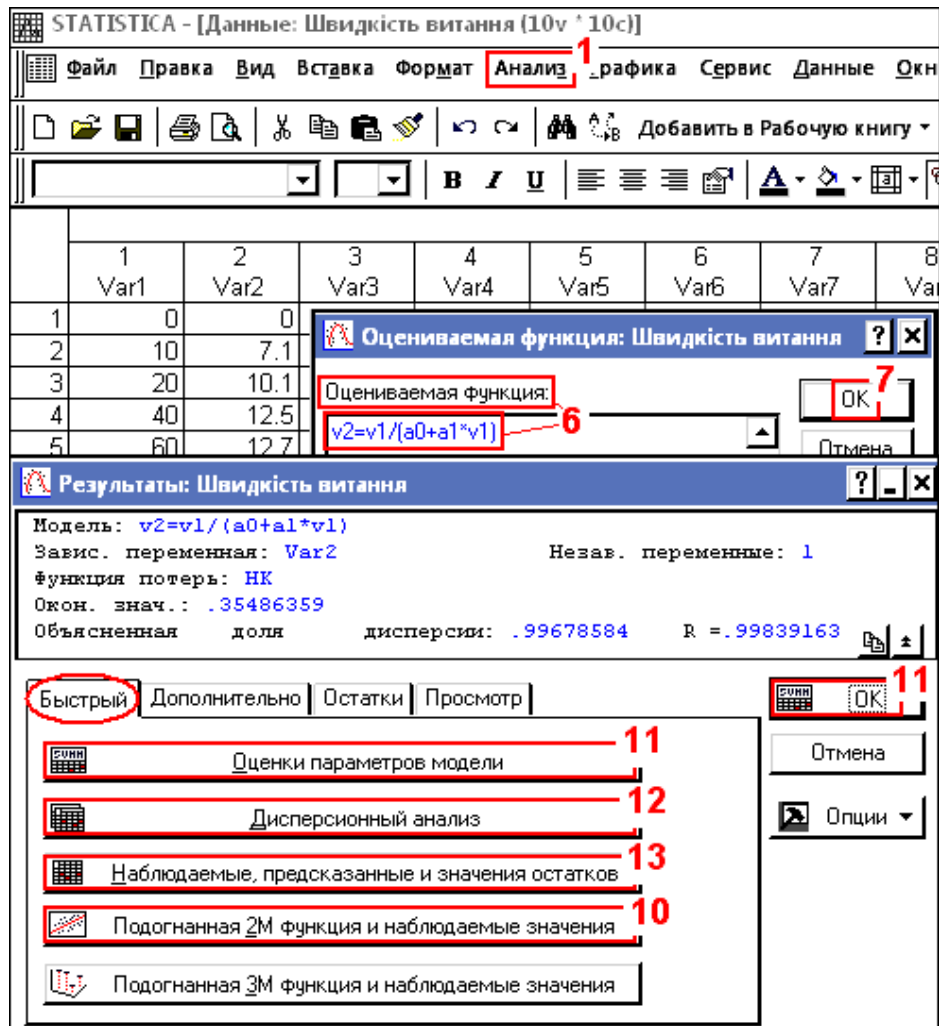 STATISTICA - [Данные: Швидкість витання (10v * 10c)]
1
Файл Правка Вид Вставка Формат Анализ рафика Сервис Данные Окн
Добавить в Рабочую книгу
B I U A
1 2 3 4 5 6 7 8
Var1 Var2 Var3 Var4 Var5 Var6 Var7 Var
1 0 0
2 10 7.1
3 20 10.1
4 40 12.5
5 60 12.7
Оцениваемая функция: Швидкість витання
Оцениваемая функция:
6
v2=v1/(a0+a1*v1)
7
OK
Отмена
Результаты: Швидкість витання
Модель: v2=v1/(a0+a1*v1)
Завис. переменная: Var2 Незав. переменные: 1
Функция потерь: НК
Окон. знач.: .35486359
Объясненная доля дисперсии: .99678584 R =.99839163
Быстрый Дополнительно Остатки Просмотр
SUMM OK 11
SUMM Оценки параметров модели 11
Отмена
Дисперсионный анализ 12
Опции
Наблюдаемые, предсказанные и значения остатков 13
Подогнанная 2М функция и наблюдаемые значения 10
Подогнанная 3М функция и наблюдаемые значения